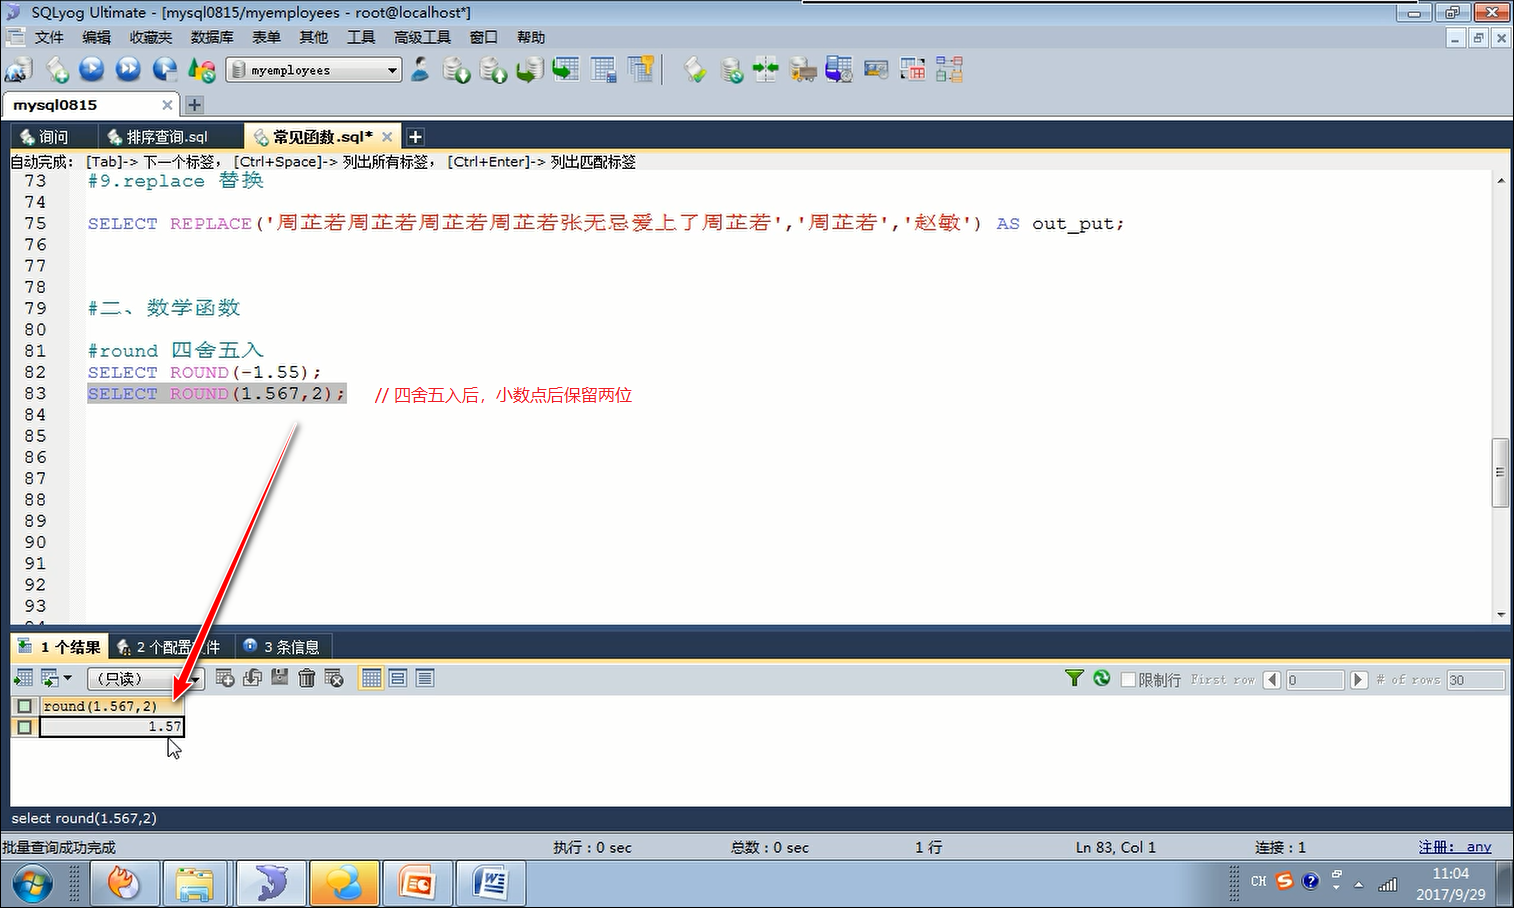 SQLyog Ultimate - [mysql0815/myemployees - root@localhost*]
文件 编辑 收藏夹 数据库 表单 其他 工具 高级工具 窗口 帮助
myemployees
mysql0815
询问 排序查询.sql 常见函数.sql*
自动完成: [Tab]-> 下一个标签, [Ctrl+Space]-> 列出所有标签, [Ctrl+Enter]-> 列出匹配标签
73 #9.replace 替换
74
75 SELECT REPLACE('周芷若周芷若周芷若周芷若张无忌爱上了周芷若','周芷若','赵敏') AS out_put;
76
77
78
79 #二、数学函数
80
81 #round 四舍五入
82 SELECT ROUND(-1.55);
83 SELECT ROUND(1.567,2); // 四舍五入后，小数点后保留两位
84
85
86
87
88
89
90
91
92
93
94
1 个结果 2 个配置文件 3 条信息
(只读) 限制行 First row 0 # of rows 30
round(1.567,2)
1.57
select round(1.567,2)
批量查询成功完成 执行：0 sec 总数：0 sec 1 行 Ln 83, Col 1 连接：1 注册: any
CH 11:04
2017/9/29